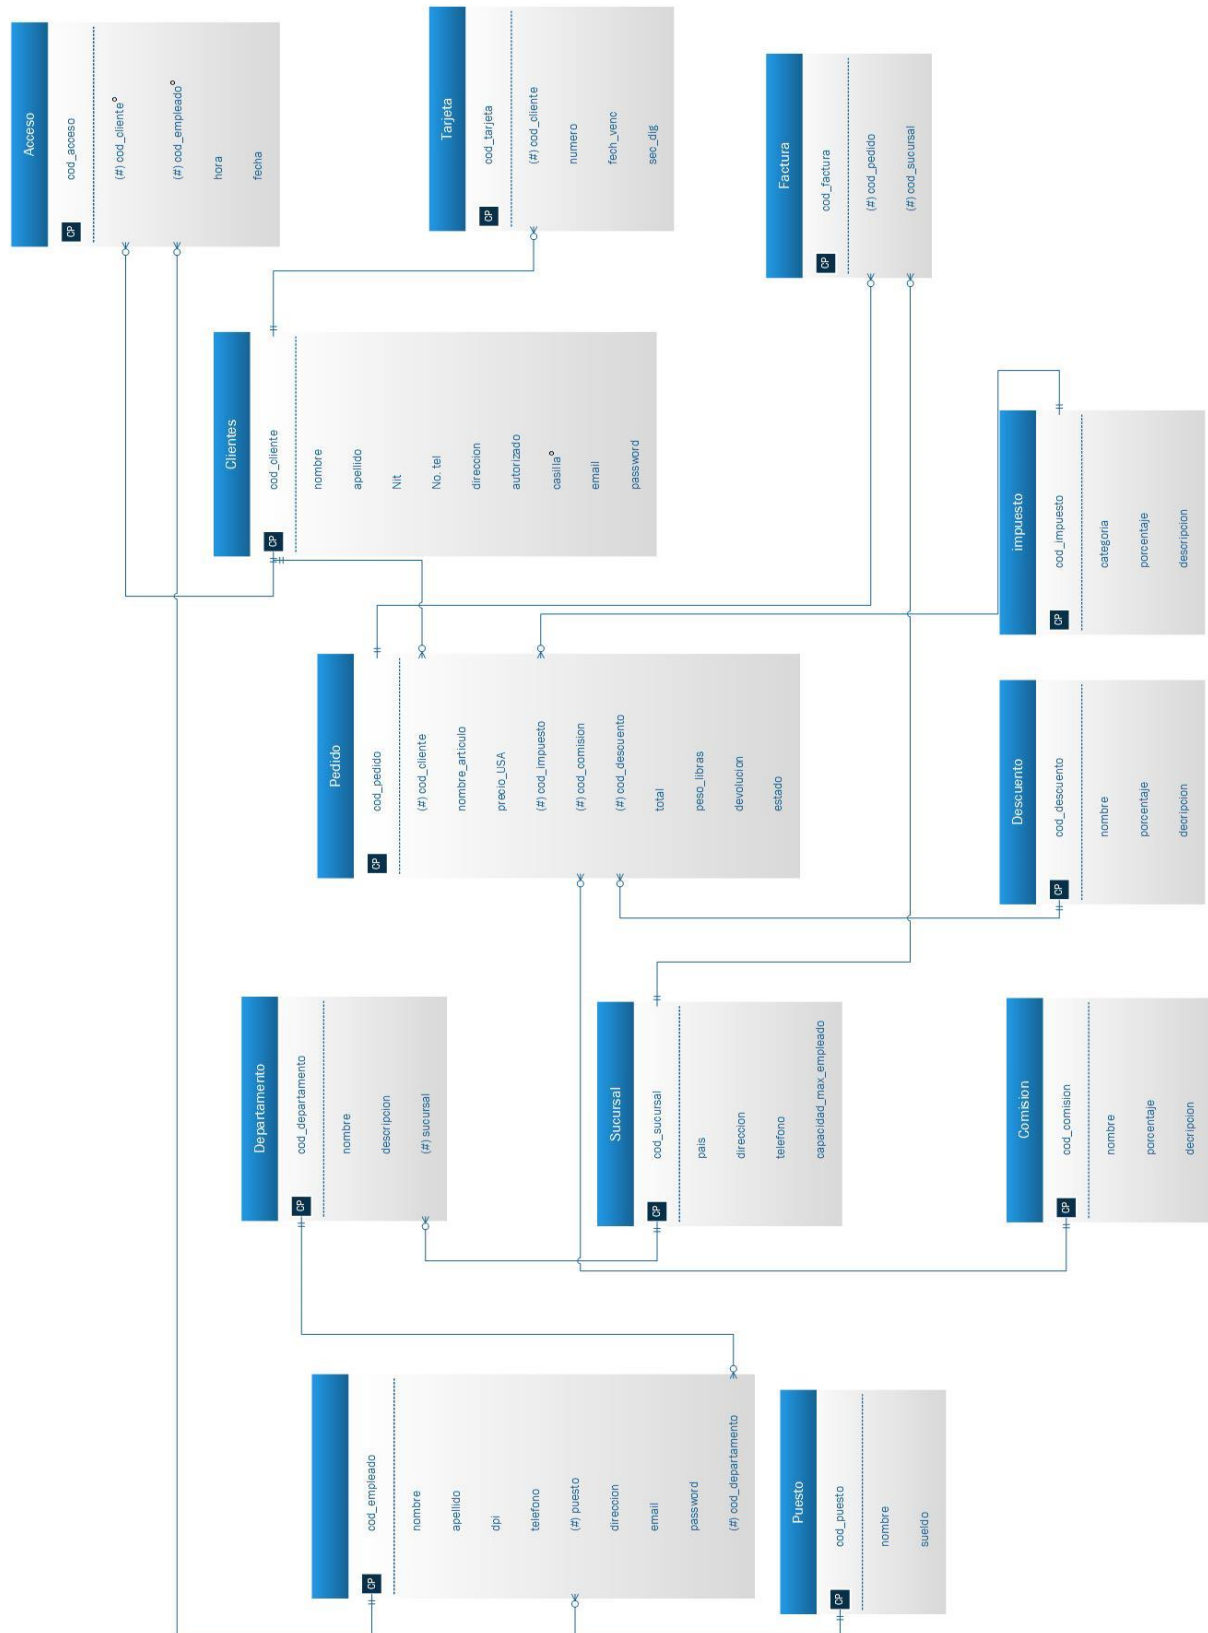 CP cod_empleado
nombre
apellido
dpi
telefono
(#) puesto
direccion
email
password
(#) cod_departamento
Puesto
CP cod_puesto
nombre
sueldo
Departamento
CP cod_departamento
nombre
descripcion
(#) sucursal
Sucursal
CP cod_sucursal
pais
direccion
telefono
capacidad_max_empleado
Comision
CP cod_comision
nombre
porcentaje
decripcion
Pedido
CP cod_pedido
(#) cod_cliente
nombre_articulo
precio_USA
(#) cod_impuesto
(#) cod_comision
(#) cod_descuento
total
peso_libras
devolucion
estado
Descuento
CP cod_descuento
nombre
porcentaje
decripcion
impuesto
CP cod_impuesto
categoria
porcentaje
descripcion
Clientes
CP cod_cliente
nombre
apellido
Nit
No. tel
direccion
autorizado
casilla°
email
password
Acceso
CP cod_acceso
(#) cod_cliente°
(#) cod_empleado°
hora
fecha
Tarjeta
CP cod_tarjeta
(#) cod_cliente
numero
fech_venc
sec_dig
Factura
CP cod_factura
(#) cod_pedido
(#) cod_sucursal